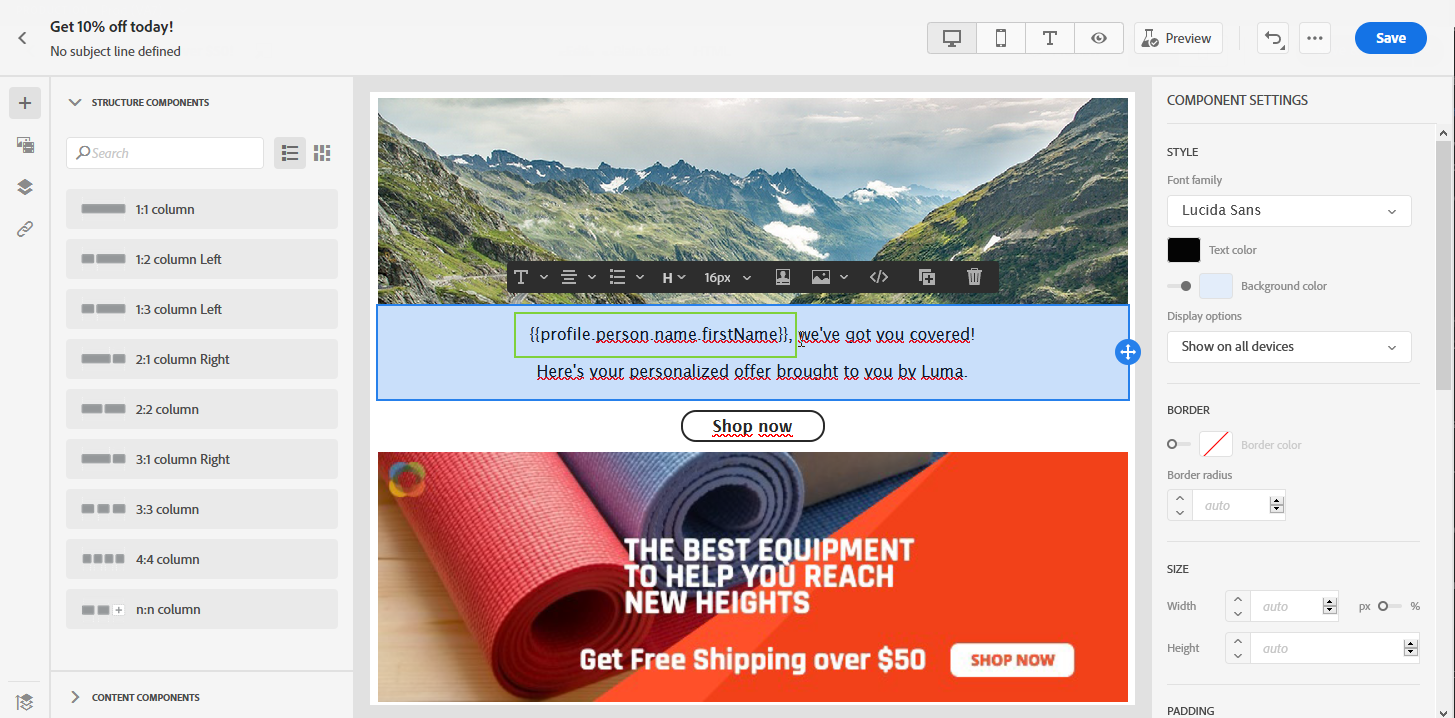 Get 10% off today!
No subject line defined
Preview
Save
STRUCTURE COMPONENTS
Search
1:1 column
1:2 column Left
1:3 column Left
2:1 column Right
2:2 column
3:1 column Right
3:3 column
4:4 column
n:n column
CONTENT COMPONENTS
T H 16px </>
{{profile.person.name.firstName}}, we've got you covered!
Here's your personalized offer brought to you by Luma.
Shop now
THE BEST EQUIPMENT
TO HELP YOU REACH
NEW HEIGHTS
Get Free Shipping over $50
SHOP NOW
COMPONENT SETTINGS
STYLE
Font family
Lucida Sans
Text color
Background color
Display options
Show on all devices
BORDER
Border color
Border radius
auto
SIZE
Width auto px %
Height auto
PADDING